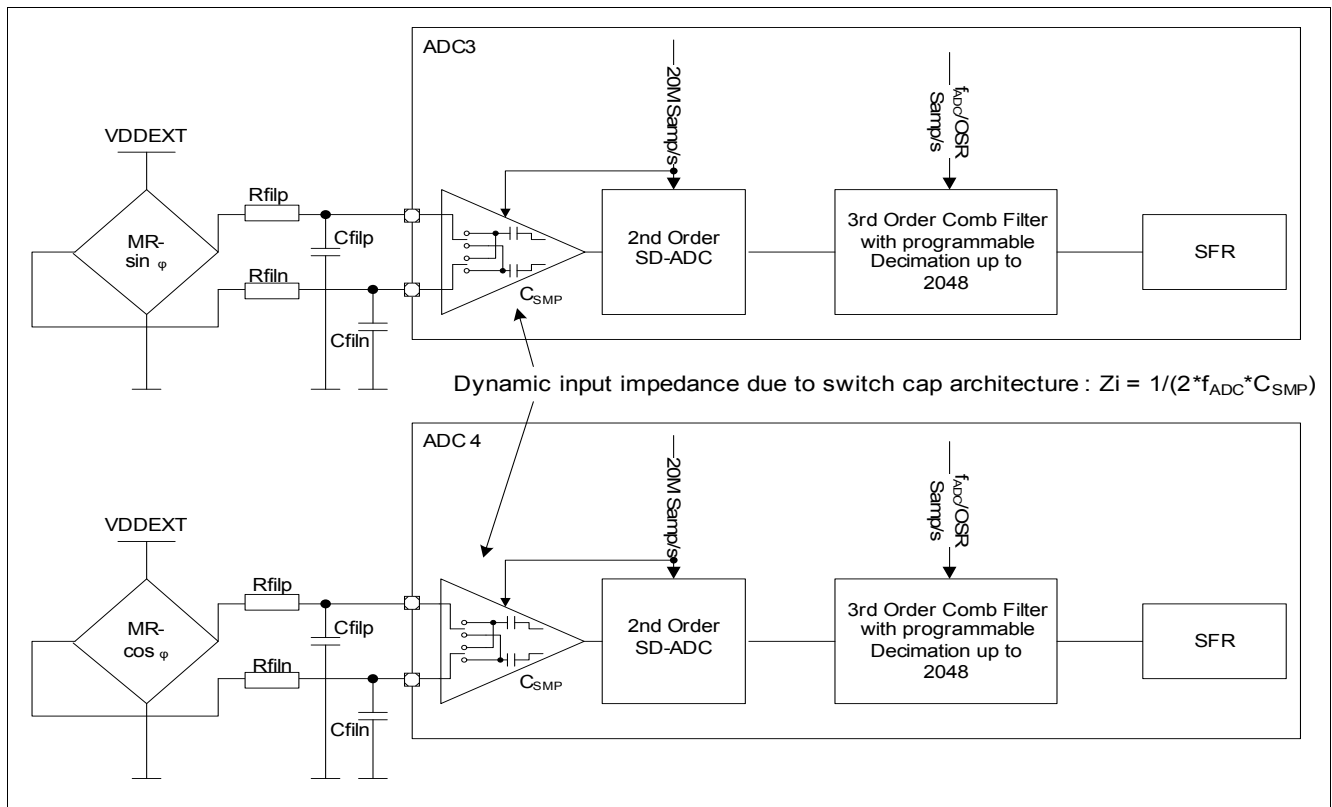 ADC3
20M Samp/s
fADC/OSR
Samp/s
VDDEXT
Rfilp
MR-
sin φ
Cfilp
Rfiln
Cfiln
CSMP
2nd Order
SD-ADC
3rd Order Comb Filter
with programmable
Decimation up to
2048
SFR
Dynamic input impedance due to switch cap architecture : Zi = 1/(2*fADC*CSMP)
ADC 4
20M Samp/s
fADC/OSR
Samp/s
VDDEXT
Rfilp
MR-
cos φ
Cfilp
Rfiln
Cfiln
CSMP
2nd Order
SD-ADC
3rd Order Comb Filter
with programmable
Decimation up to
2048
SFR